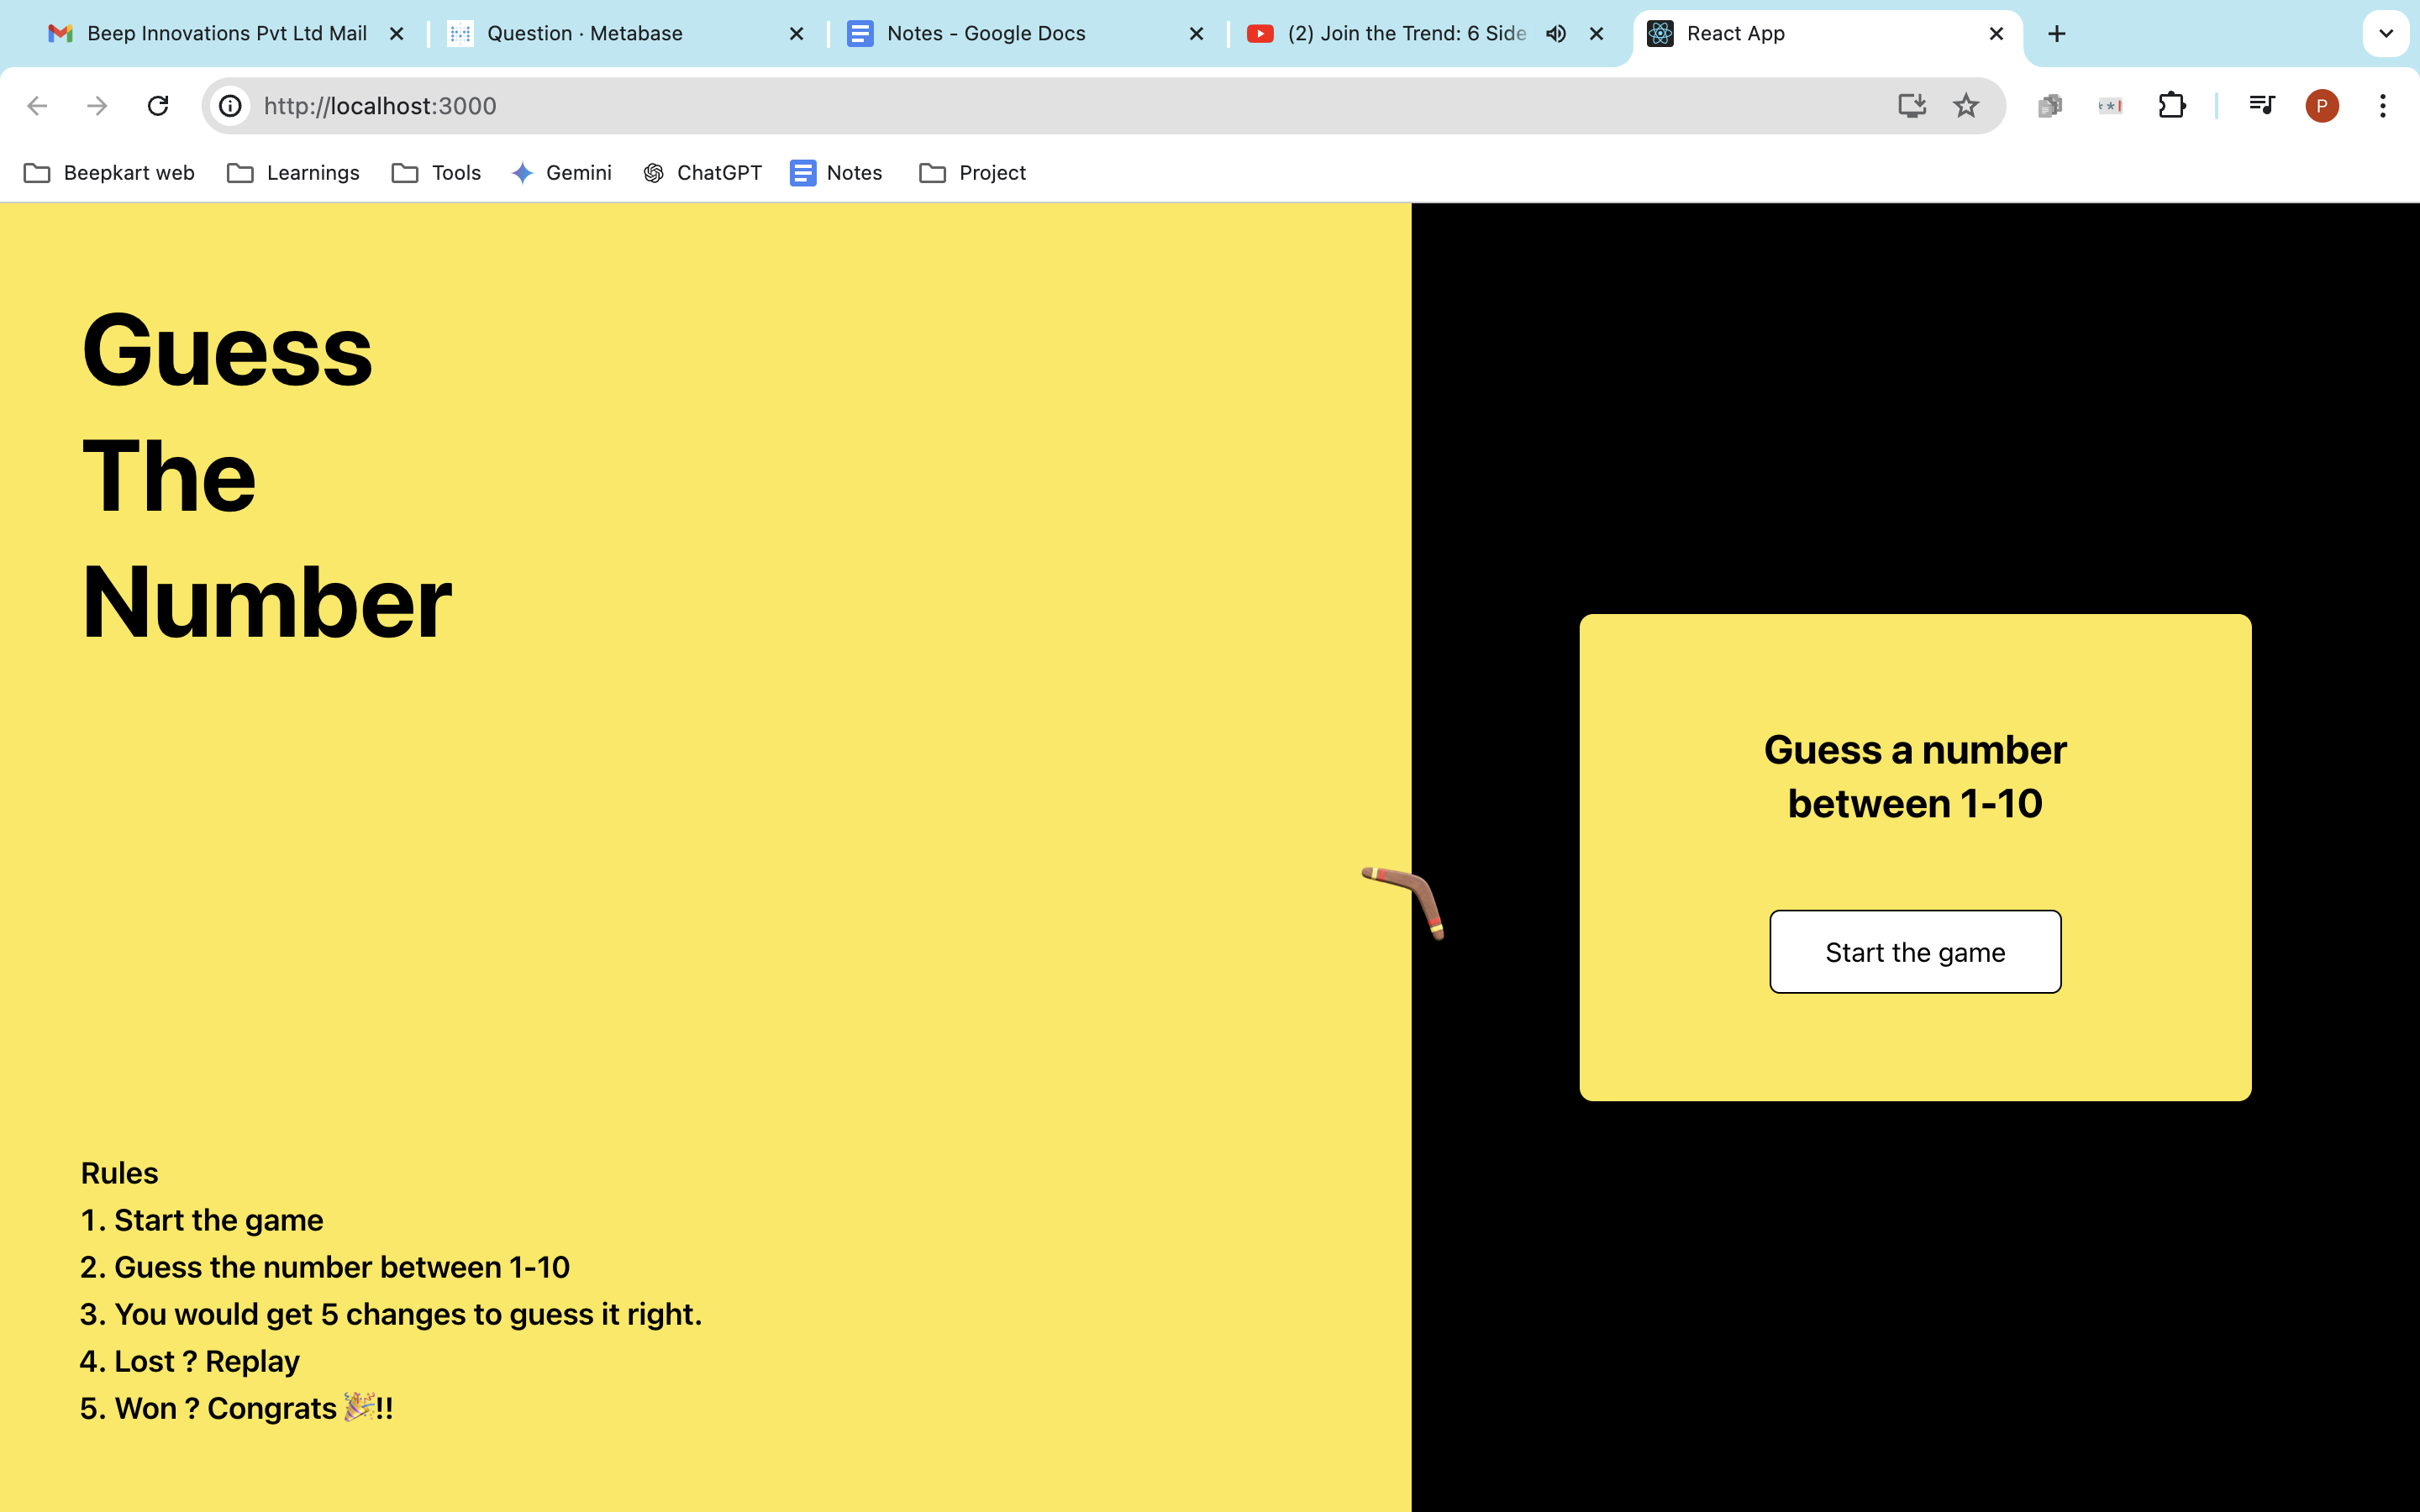 Beep Innovations Pvt Ltd Mail
Question · Metabase
Notes - Google Docs
(2) Join the Trend: 6 Side
React App
http://localhost:3000
P
Beepkart web
Learnings
Tools
Gemini
ChatGPT
Notes
Project
Guess
The
Number
Guess a number
between 1-10
Start the game
Rules
1. Start the game
2. Guess the number between 1-10
3. You would get 5 changes to guess it right.
4. Lost ? Replay
5. Won ? Congrats 🎉!!